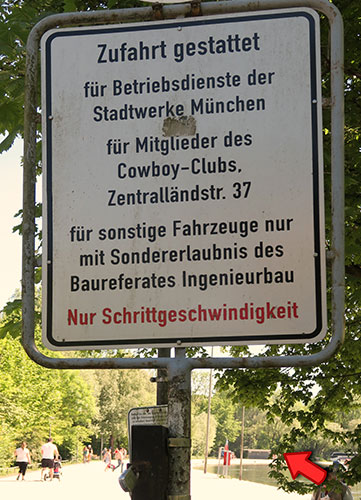 Zufahrt gestattet
für Betriebsdienste der
Stadtwerke München
für Mitglieder des
Cowboy-Clubs,
Zentralländstr. 37
für sonstige Fahrzeuge nur
mit Sondererlaubnis des
Baureferates Ingenieurbau
Nur Schrittgeschwindigkeit